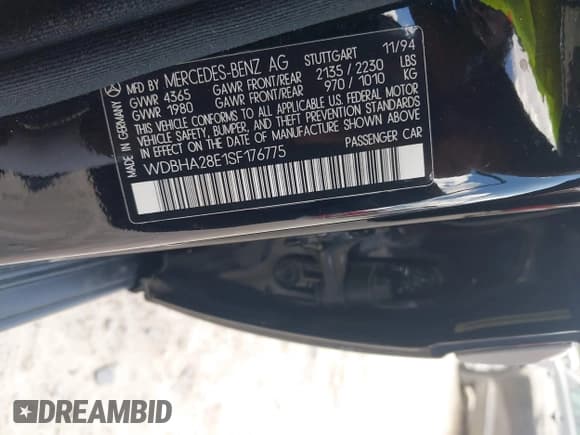 MADE IN GERMANY
MFD BY MERCEDES-BENZ AG STUTTGART 11/94
GVWR 4365 GAWR FRONT/REAR 2135 / 2230 LBS
GVWR 1980 GAWR FRONT/REAR 970 / 1010 KG
THIS VEHICLE CONFORMS TO ALL APPLICABLE U.S. FEDERAL MOTOR
VEHICLE SAFETY, BUMPER, AND THEFT PREVENTION STANDARDS
IN EFFECT ON THE DATE OF MANUFACTURE SHOWN ABOVE.
WDBHA28E1SF176775 PASSENGER CAR
DREAMBID